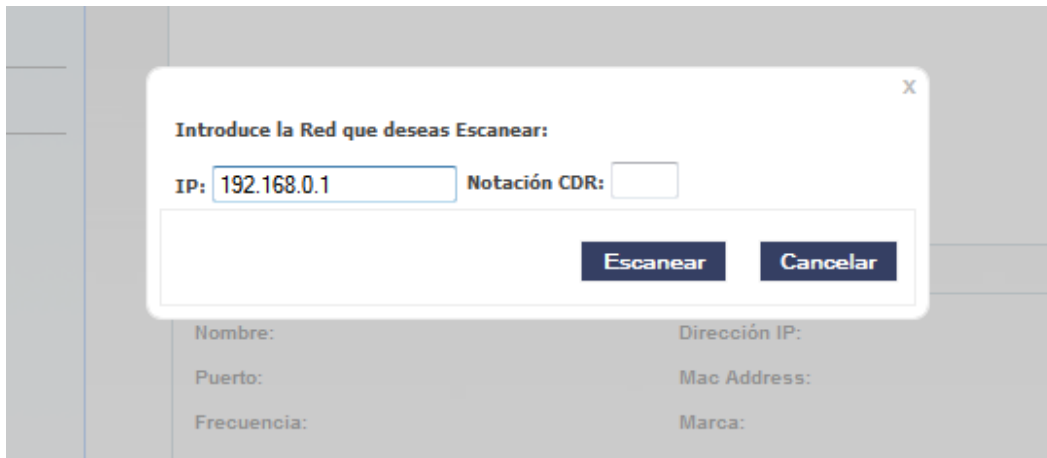 x
Introduce la Red que deseas Escanear:
IP: 192.168.0.1 Notación CDR:
Escanear Cancelar
Nombre: Dirección IP:
Puerto: Mac Address:
Frecuencia: Marca: